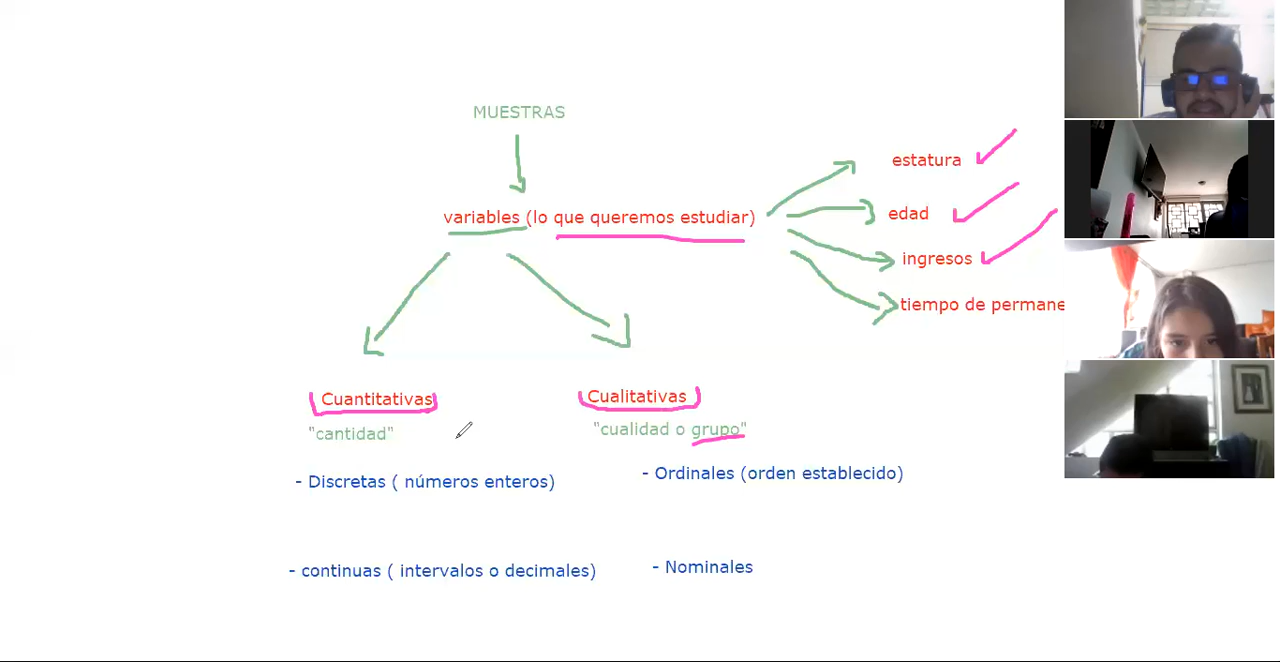 MUESTRAS
variables (lo que queremos estudiar)
estatura
edad
ingresos
tiempo de permane
Cuantitativas
"cantidad"
- Discretas ( números enteros)
- continuas ( intervalos o decimales)
Cualitativas
"cualidad o grupo"
- Ordinales (orden establecido)
- Nominales